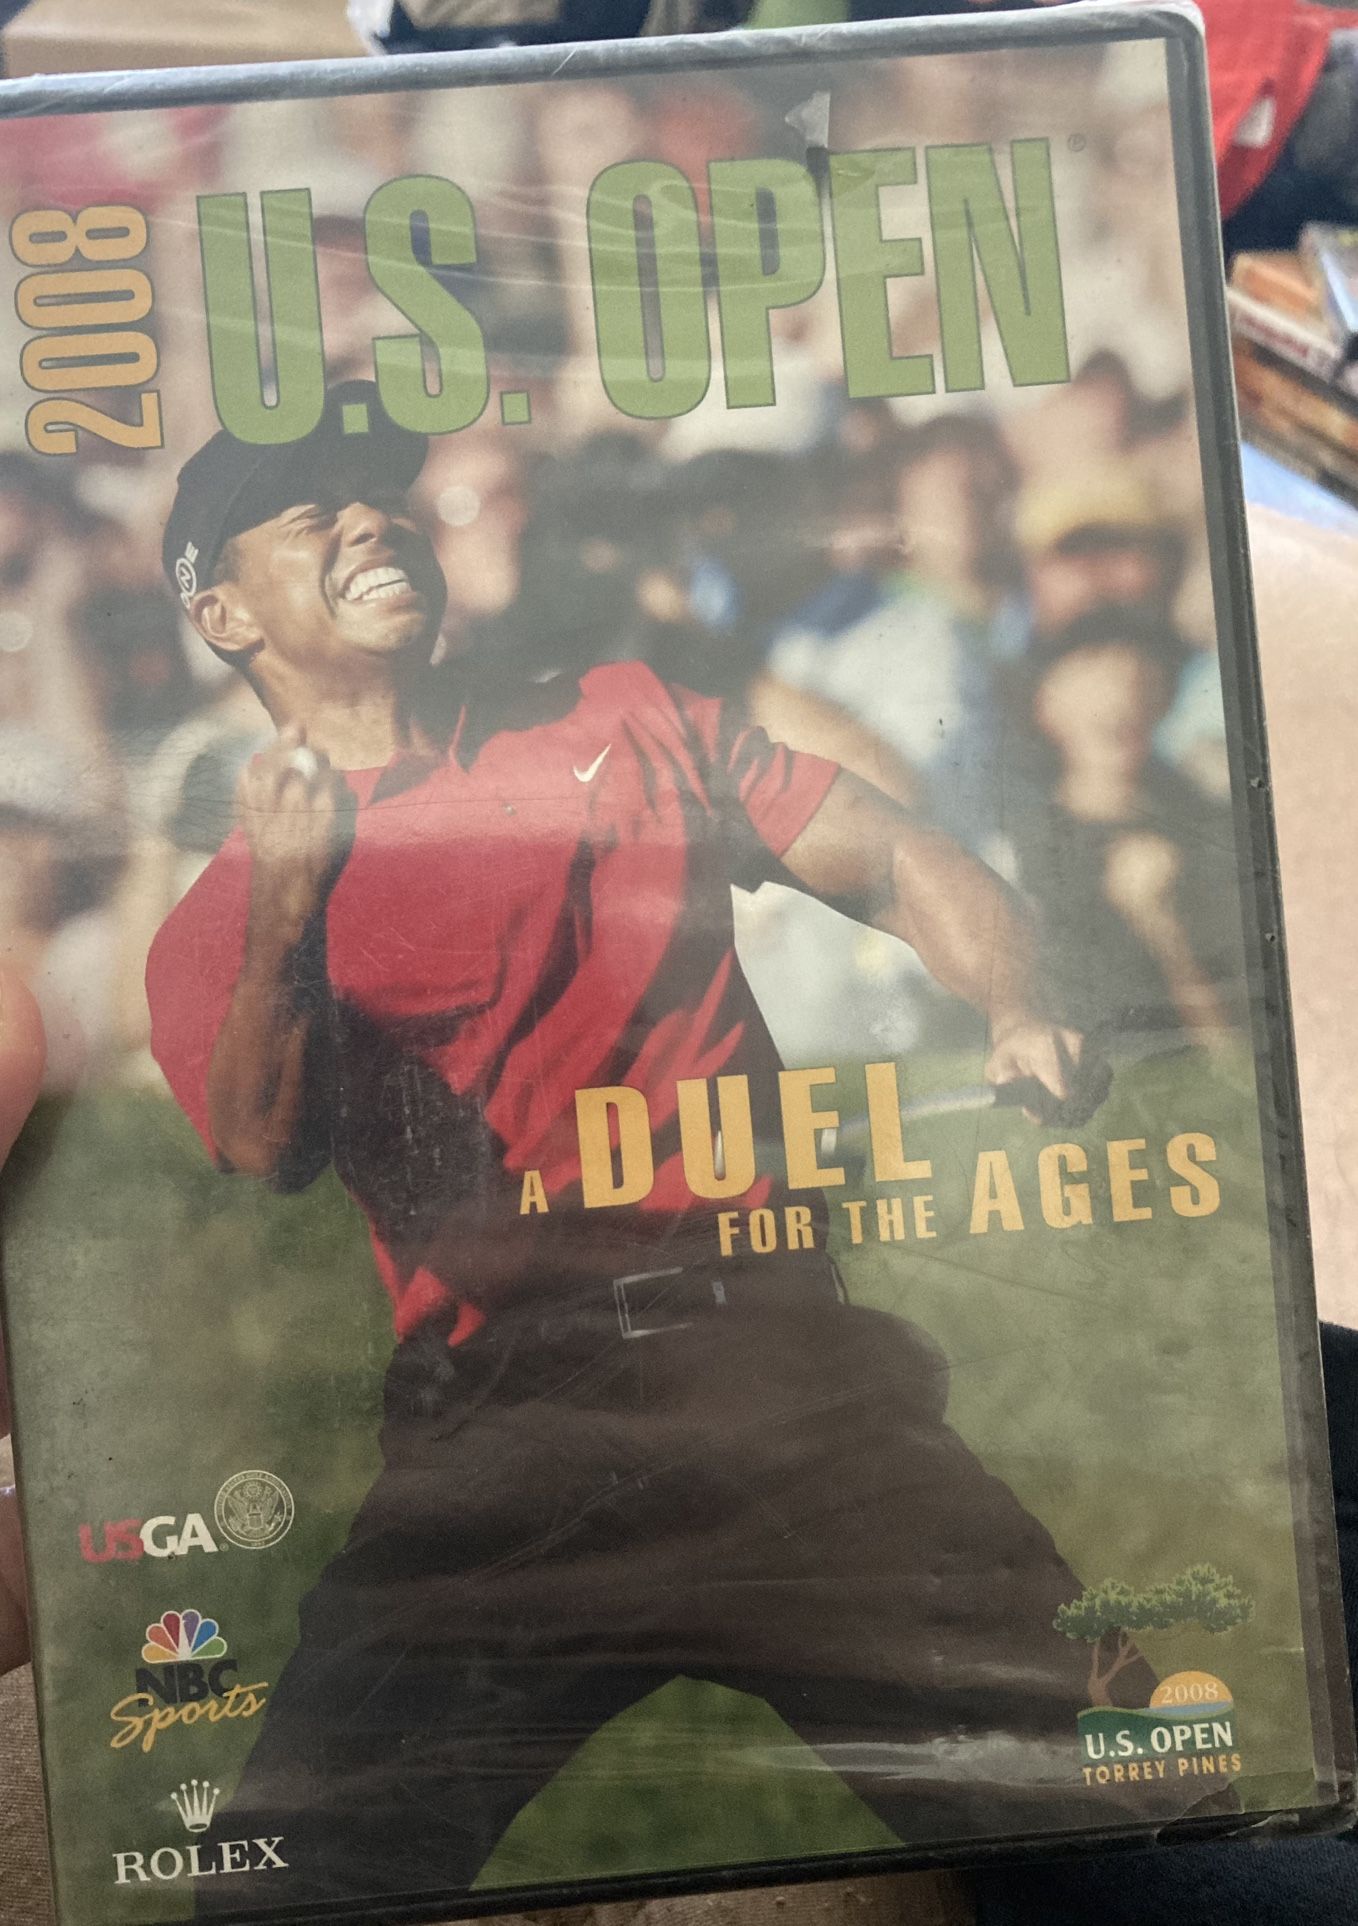 2008
U.S. OPEN®
A DUEL
FOR THE AGES
USGA®
NBC
Sports
ROLEX
2008
U.S. OPEN
TORREY PINES